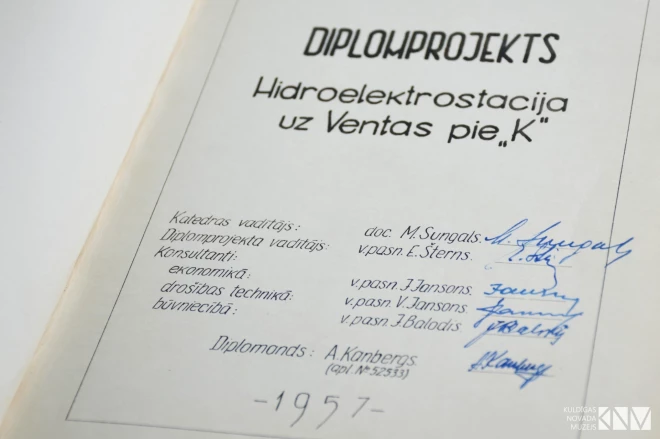 DIPLOMPROJEKTS
Hidroelektrostacija
uz Ventas pie „K"
Katedras vadītājs: doc. M. Sungals.
Diplomprojekta vadītājs: v.pasn. E. Šterns.
Konsultanti:
ekonomikā: v.pasn. J. Jansons.
drošības technikā: v.pasn. V. Jansons.
būvniecībā: v.pasn. J. Balodis
Diplomands: A. Kanbergs
(apl. № 52533)
-1957-
KULDĪGAS
NOVADA
MUZEJS
KNM